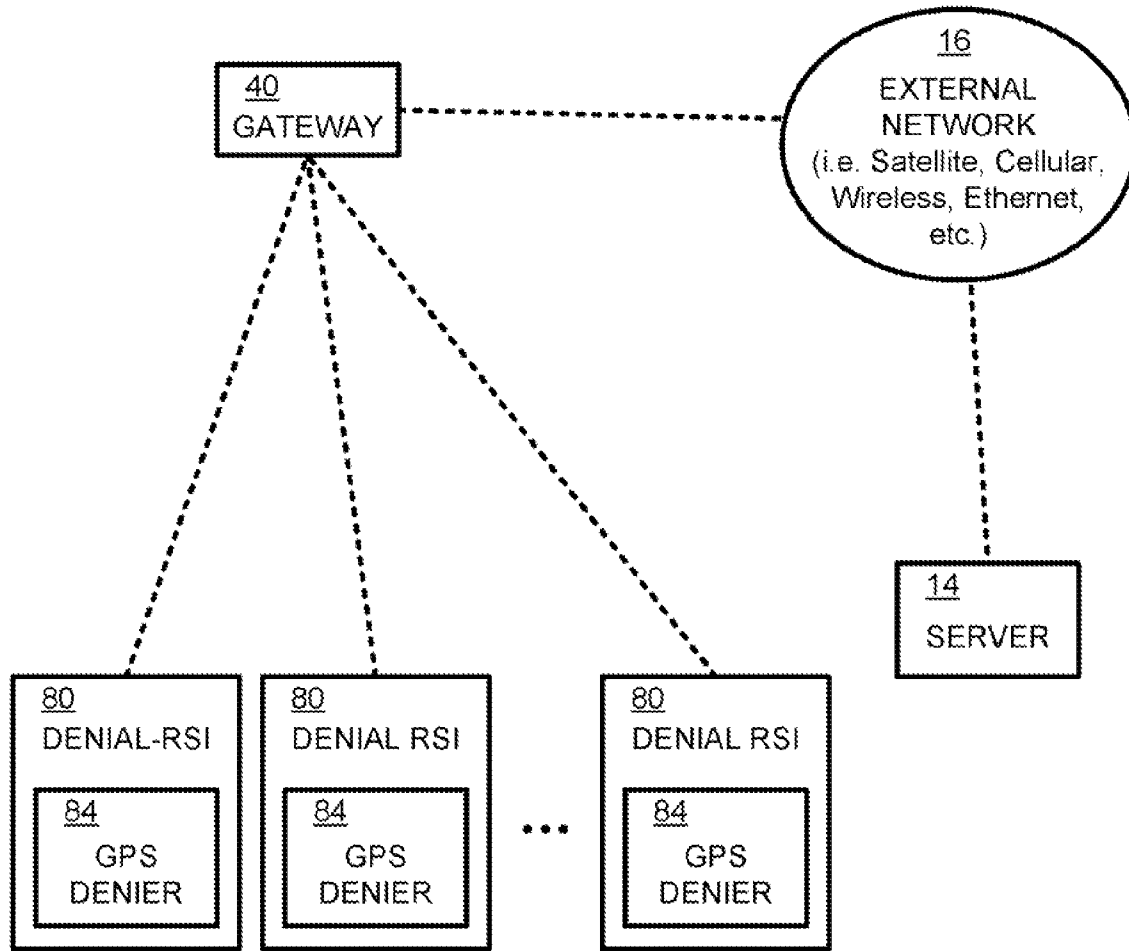 40
GATEWAY
16
EXTERNAL
NETWORK
(i.e. Satellite, Cellular,
Wireless, Ethernet,
etc.)
14
SERVER
80
DENIAL-RSI
84
GPS
DENIER
80
DENIAL RSI
84
GPS
DENIER
...
80
DENIAL RSI
84
GPS
DENIER